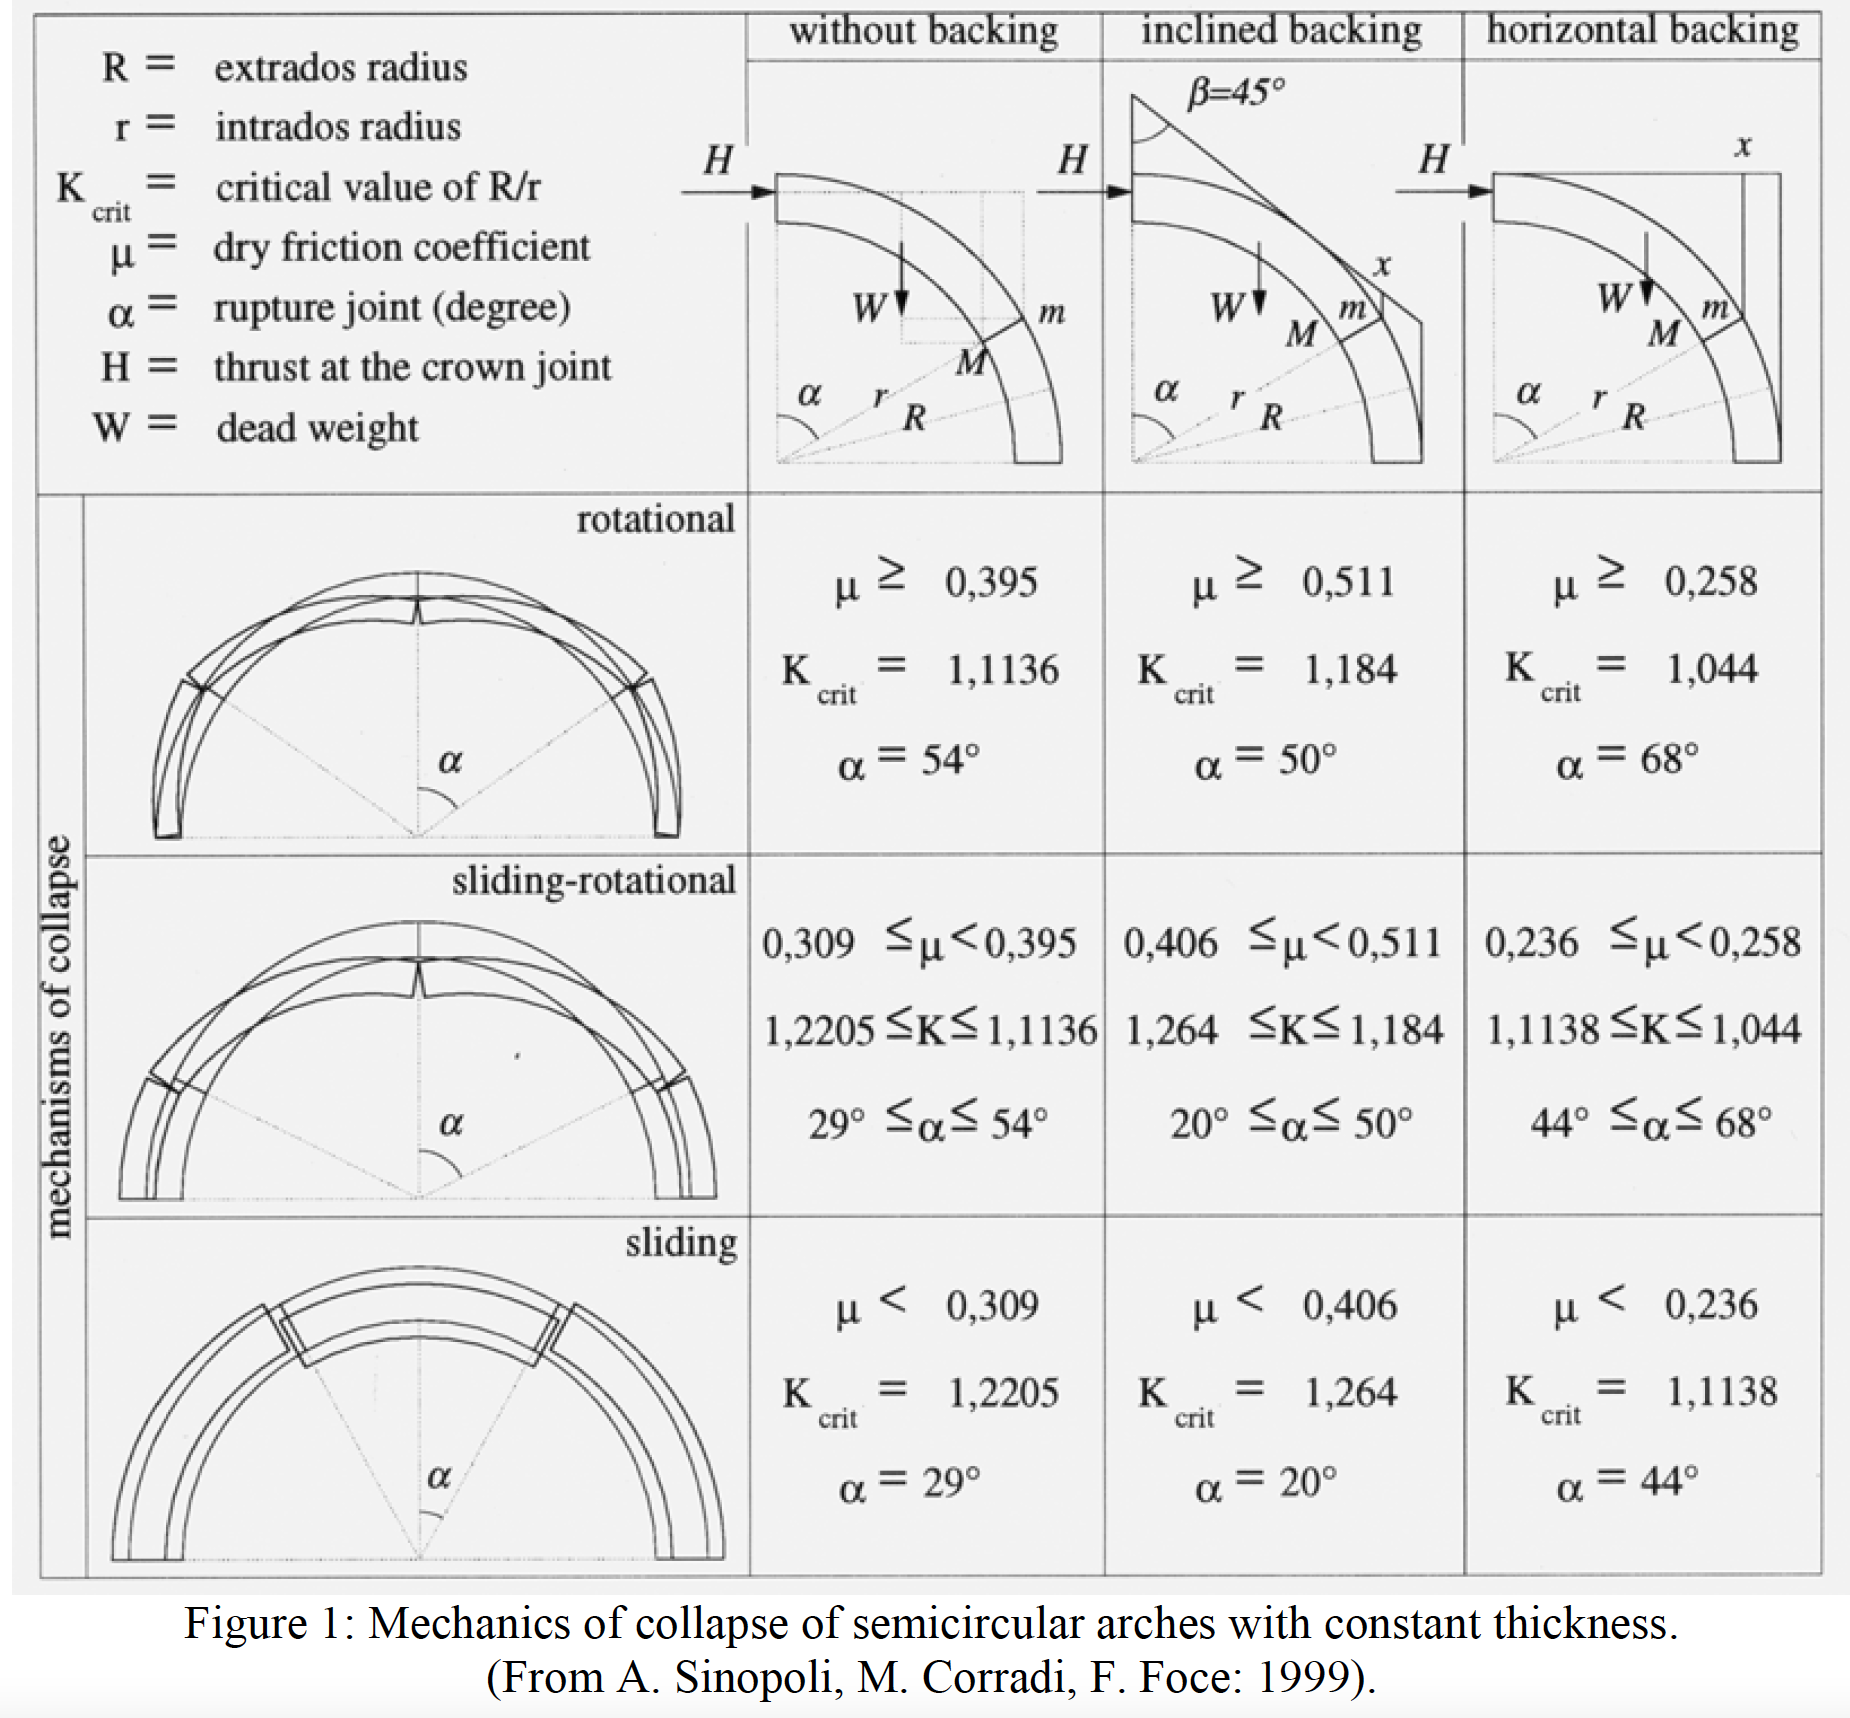 without backing
inclined backing
horizontal backing
R = extrados radius
r = intrados radius
K crit = critical value of R/r
μ = dry friction coefficient
α = rupture joint (degree)
H = thrust at the crown joint
W = dead weight
H
W
m
M
α
r
R
β=45°
H
x
W
m
M
α
r
R
H
x
W
m
M
α
r
R
mechanisms of collapse
rotational
α
μ ≥ 0,395
K crit = 1,1136
α = 54°
μ ≥ 0,511
K crit = 1,184
α = 50°
μ ≥ 0,258
K crit = 1,044
α = 68°
sliding-rotational
α
0,309 ≤μ<0,395
1,2205 ≤K≤ 1,1136
29° ≤α≤ 54°
0,406 ≤μ<0,511
1,264 ≤K≤ 1,184
20° ≤α≤ 50°
0,236 ≤μ<0,258
1,1138 ≤K≤ 1,044
44° ≤α≤ 68°
sliding
α
μ < 0,309
K crit = 1,2205
α = 29°
μ < 0,406
K crit = 1,264
α = 20°
μ < 0,236
K crit = 1,1138
α = 44°
Figure 1: Mechanics of collapse of semicircular arches with constant thickness.
(From A. Sinopoli, M. Corradi, F. Foce: 1999).